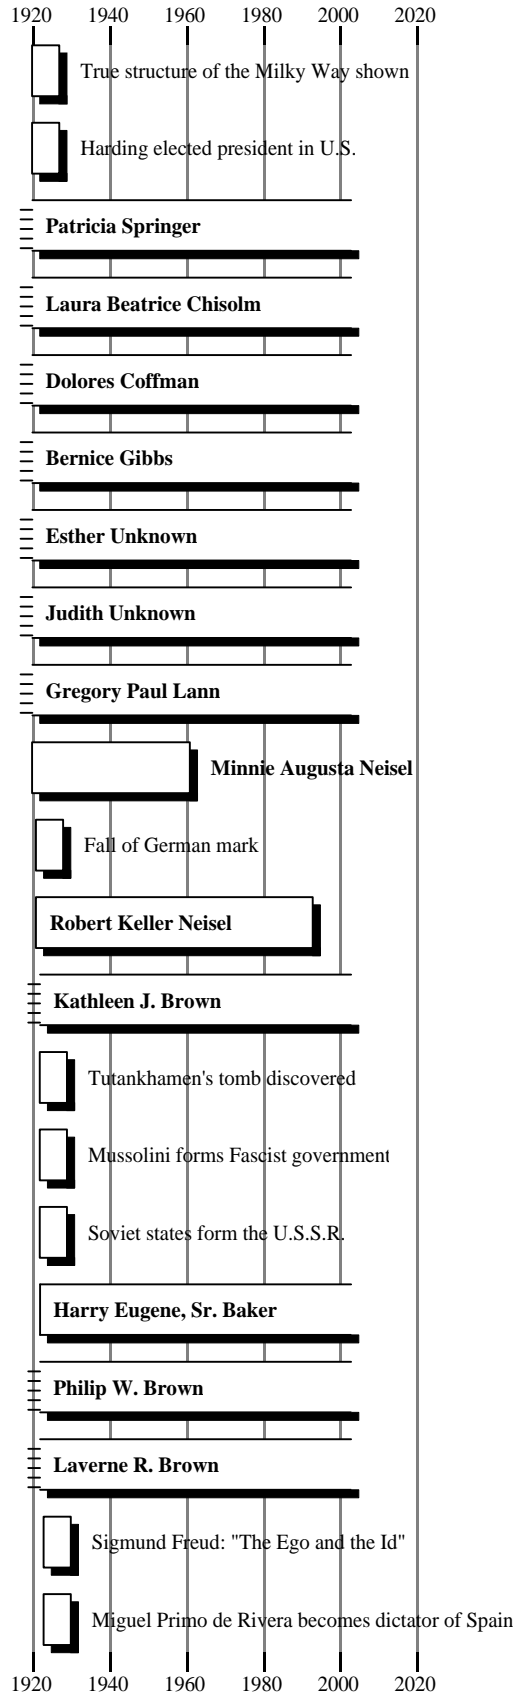 1920 1940 1960 1980 2000 2020
True structure of the Milky Way shown
Harding elected president in U.S.
Patricia Springer
Laura Beatrice Chisolm
Dolores Coffman
Bernice Gibbs
Esther Unknown
Judith Unknown
Gregory Paul Lann
Minnie Augusta Neisel
Fall of German mark
Robert Keller Neisel
Kathleen J. Brown
Tutankhamen's tomb discovered
Mussolini forms Fascist government
Soviet states form the U.S.S.R.
Harry Eugene, Sr. Baker
Philip W. Brown
Laverne R. Brown
Sigmund Freud: "The Ego and the Id"
Miguel Primo de Rivera becomes dictator of Spain
1920 1940 1960 1980 2000 2020